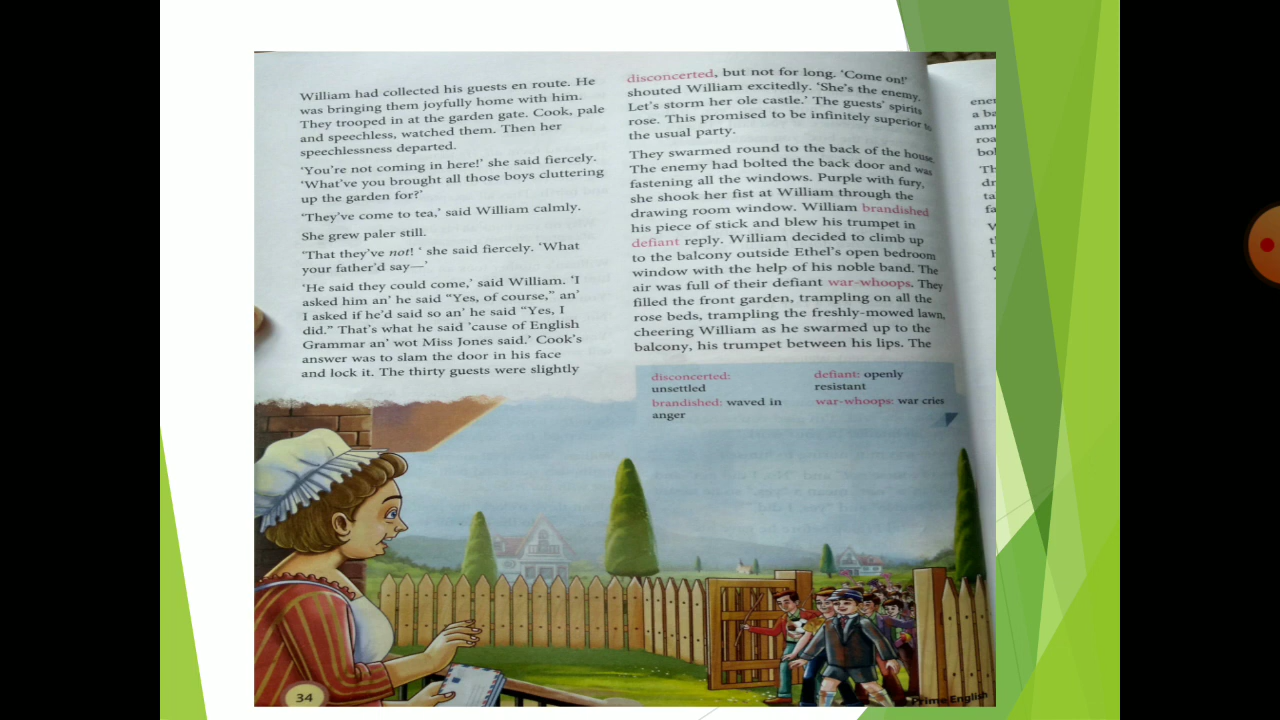 William had collected his guests en route. He
was bringing them joyfully home with him.
They trooped in at the garden gate. Cook, pale
and speechless, watched them. Then her
speechlessness departed.
‘You’re not coming in here!’ she said fiercely.
‘What’ve you brought all those boys cluttering
up the garden for?’
‘They’ve come to tea,’ said William calmly.
She grew paler still.
‘That they’ve not! ‘ she said fiercely. ‘What
your father’d say—’
‘He said they could come,’ said William. ‘I
asked him an’ he said “Yes, of course,” an’
I asked if he’d said so an’ he said “Yes, I
did.” That’s what he said ’cause of English
Grammar an’ wot Miss Jones said.’ Cook’s
answer was to slam the door in his face
and lock it. The thirty guests were slightly
disconcerted, but not for long. ‘Come on!’
shouted William excitedly. ‘She’s the enemy.
Let’s storm her ole castle.’ The guests’ spirits
rose. This promised to be infinitely superior to
the usual party.
They swarmed round to the back of the house.
The enemy had bolted the back door and was
fastening all the windows. Purple with fury,
she shook her fist at William through the
drawing room window. William brandished
his piece of stick and blew his trumpet in
defiant reply. William decided to climb up
to the balcony outside Ethel’s open bedroom
window with the help of his noble band. The
air was full of their defiant war-whoops. They
filled the front garden, trampling on all the
rose beds, trampling the freshly-mowed lawn,
cheering William as he swarmed up to the
balcony, his trumpet between his lips. The
disconcerted:
unsettled
brandished: waved in
anger
defiant: openly
resistant
war-whoops: war cries
34
Prime English